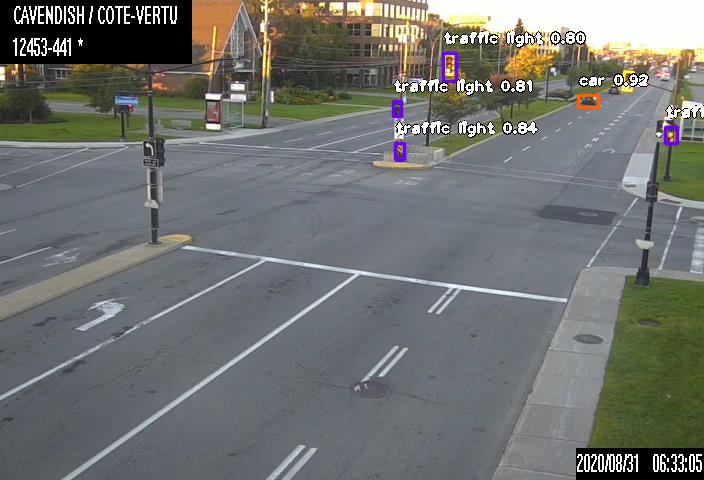 CAVENDISH / COTE-VERTU
12453-441 *
traffic light 0.80
traffic light 0.81
car 0.92
traffic light 0.84
traff
2020/08/31 06:33:05